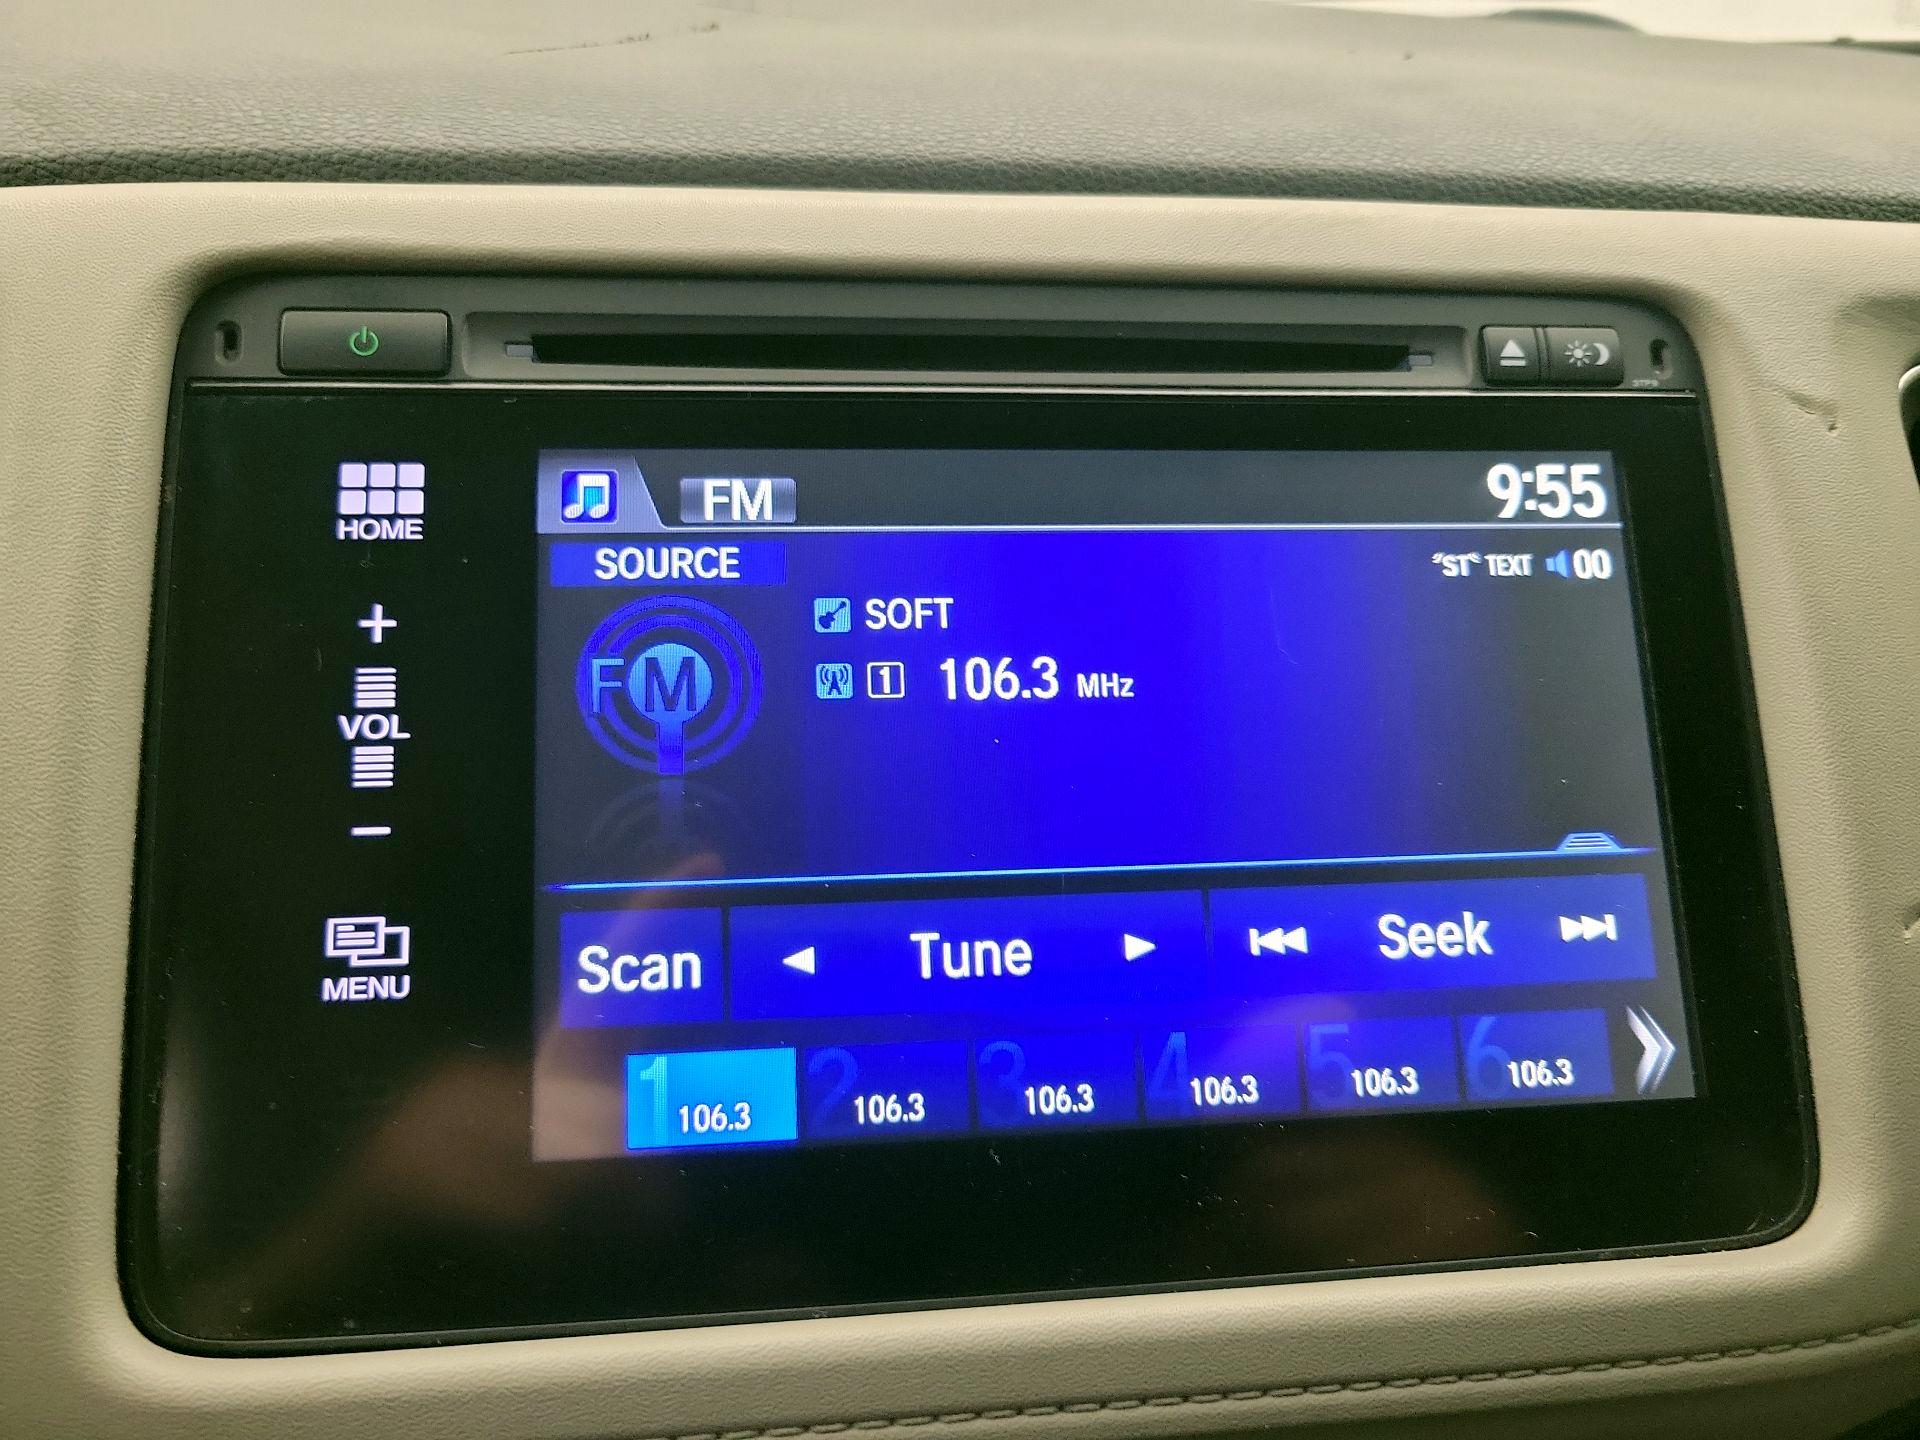 HOME
+
VOL
−
MENU
FM
9:55
SOURCE
"ST" TEXT 00
FM
SOFT
1 106.3 MHz
Scan
Tune
Seek
1 106.3
2 106.3
3 106.3
4 106.3
5 106.3
6 106.3